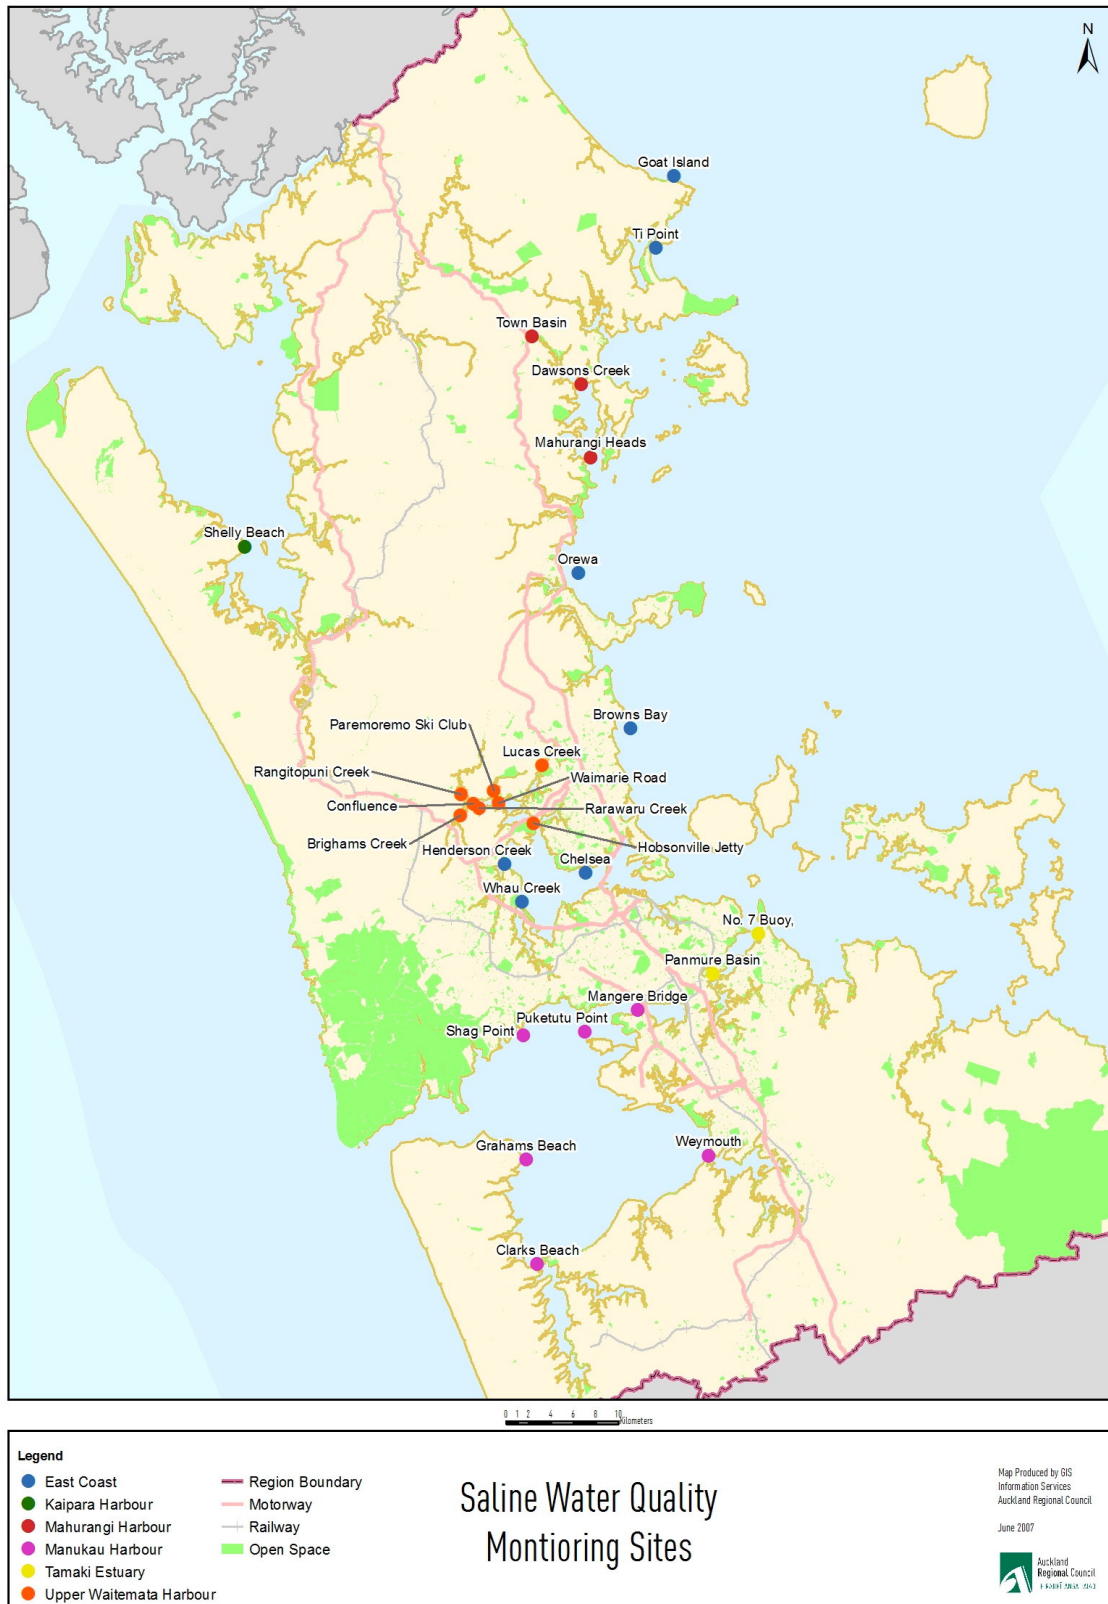 N
Goat Island
Ti Point
Town Basin
Dawsons Creek
Mahurangi Heads
Shelly Beach
Orewa
Browns Bay
Paremoremo Ski Club
Lucas Creek
Rangitopuni Creek
Waimarie Road
Confluence
Rarawaru Creek
Brighams Creek
Hobsonville Jetty
Henderson Creek
Chelsea
Whau Creek
No. 7 Buoy,
Panmure Basin
Mangere Bridge
Puketutu Point
Shag Point
Grahams Beach
Weymouth
Clarks Beach
0 1 2 4 6 8 10
Kilometers
Legend
East Coast
Kaipara Harbour
Mahurangi Harbour
Manukau Harbour
Tamaki Estuary
Upper Waitemata Harbour
Region Boundary
Motorway
Railway
Open Space
Saline Water Quality
Montioring Sites
Map Produced by GIS
Information Services
Auckland Regional Council
June 2007
Auckland
Regional Council